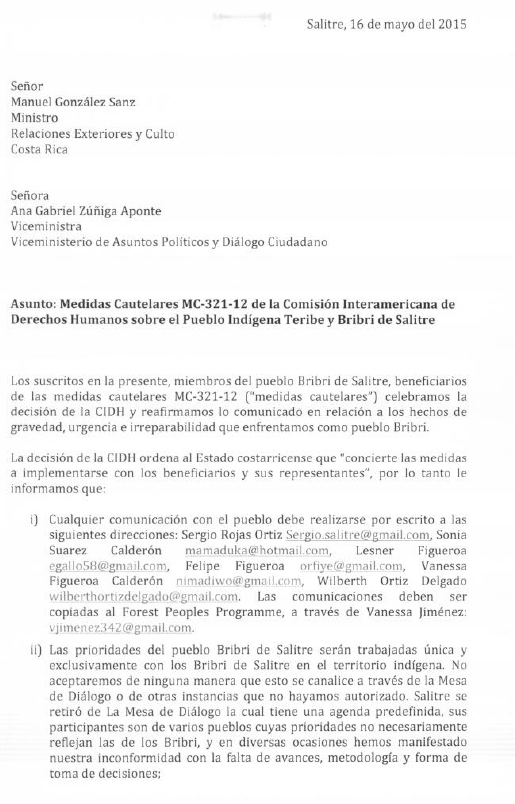 Salitre, 16 de mayo del 2015
Señor
Manuel González Sanz
Ministro
Relaciones Exteriores y Culto
Costa Rica
Señora
Ana Gabriel Zúñiga Aponte
Viceministra
Viceministerio de Asuntos Políticos y Diálogo Ciudadano
Asunto: Medidas Cautelares MC-321-12 de la Comisión Interamericana de
Derechos Humanos sobre el Pueblo Indígena Teribe y Bribri de Salitre
Los suscritos en la presente, miembros del pueblo Bribri de Salitre, beneficiarios
de las medidas cautelares MC-321-12 ("medidas cautelares") celebramos la
decisión de la CIDH y reafirmamos lo comunicado en relación a los hechos de
gravedad, urgencia e irreparabilidad que enfrentamos como pueblo Bribri.
La decisión de la CIDH ordena al Estado costarricense que "concierte las medidas
a implementarse con los beneficiarios y sus representantes", por lo tanto le
informamos que:
i) Cualquier comunicación con el pueblo debe realizarse por escrito a las
siguientes direcciones: Sergio Rojas Ortiz Sergio.salitre@gmail.com, Sonia
Suarez Calderón mamaduka@hotmail.com, Lesner Figueroa
egallo58@gmail.com, Felipe Figueroa orfiye@gmail.com, Vanessa
Figueroa Calderón nimadiwo@gmail.com, Wilberth Ortiz Delgado
wilberthortizdelgado@gmail.com. Las comunicaciones deben ser
copiadas al Forest Peoples Programme, a través de Vanessa Jiménez:
vjimenez342@gmail.com.
ii) Las prioridades del pueblo Bribri de Salitre serán trabajadas única y
exclusivamente con los Bribri de Salitre en el territorio indígena. No
aceptaremos de ninguna manera que esto se canalice a través de la Mesa
de Diálogo o de otras instancias que no hayamos autorizado. Salitre se
retiró de La Mesa de Diálogo la cual tiene una agenda predefinida, sus
participantes son de varios pueblos cuyas prioridades no necesariamente
reflejan las de los Bribri, y en diversas ocasiones hemos manifestado
nuestra inconformidad con la falta de avances, metodología y forma de
toma de decisiones;